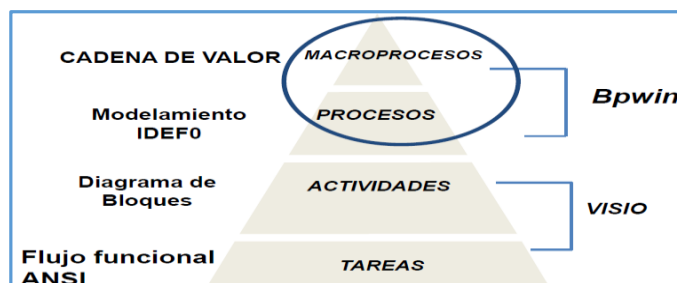 CADENA DE VALOR
MACROPROCESOS
Modelamiento
IDEF0
PROCESOS
Bpwin
Diagrama de
Bloques
ACTIVIDADES
VISIO
Flujo funcional
ANSI
TAREAS